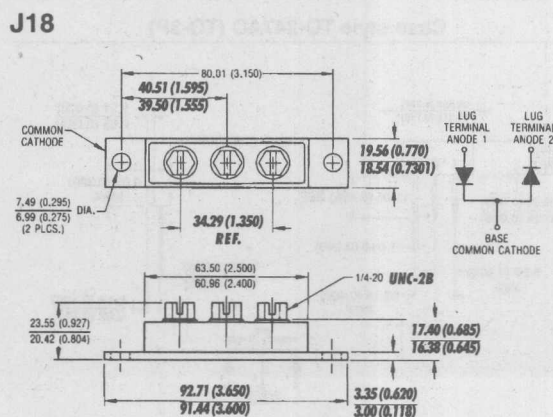 J18
80.01 (3.150)
40.51 (1.595)
39.50 (1.555)
COMMON
CATHODE
7.49 (0.295)
6.99 (0.275)
DIA.
(2 PLCS.)
19.56 (0.770)
18.54 (0.7301)
34.29 (1.350)
REF.
LUG
TERMINAL
ANODE 1
LUG
TERMINAL
ANODE 2
BASE
COMMON CATHODE
63.50 (2.500)
60.96 (2.400)
1/4-20 UNC-2B
23.55 (0.927)
20.42 (0.804)
17.40 (0.685)
16.38 (0.645)
92.71 (3.650)
91.44 (3.600)
3.35 (0.620)
3.00 (0.118)